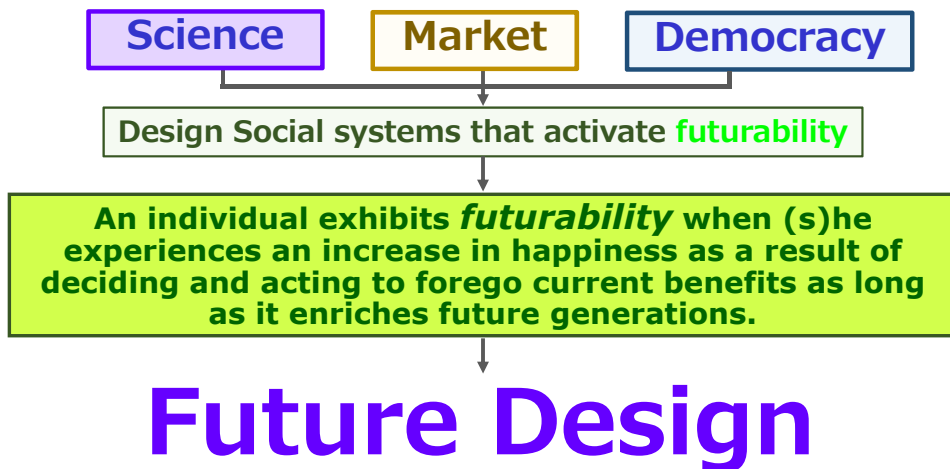 Science
Market
Democracy
Design Social systems that activate futurability
An individual exhibits futurability when (s)he
experiences an increase in happiness as a result of
deciding and acting to forego current benefits as long
as it enriches future generations.
Future Design